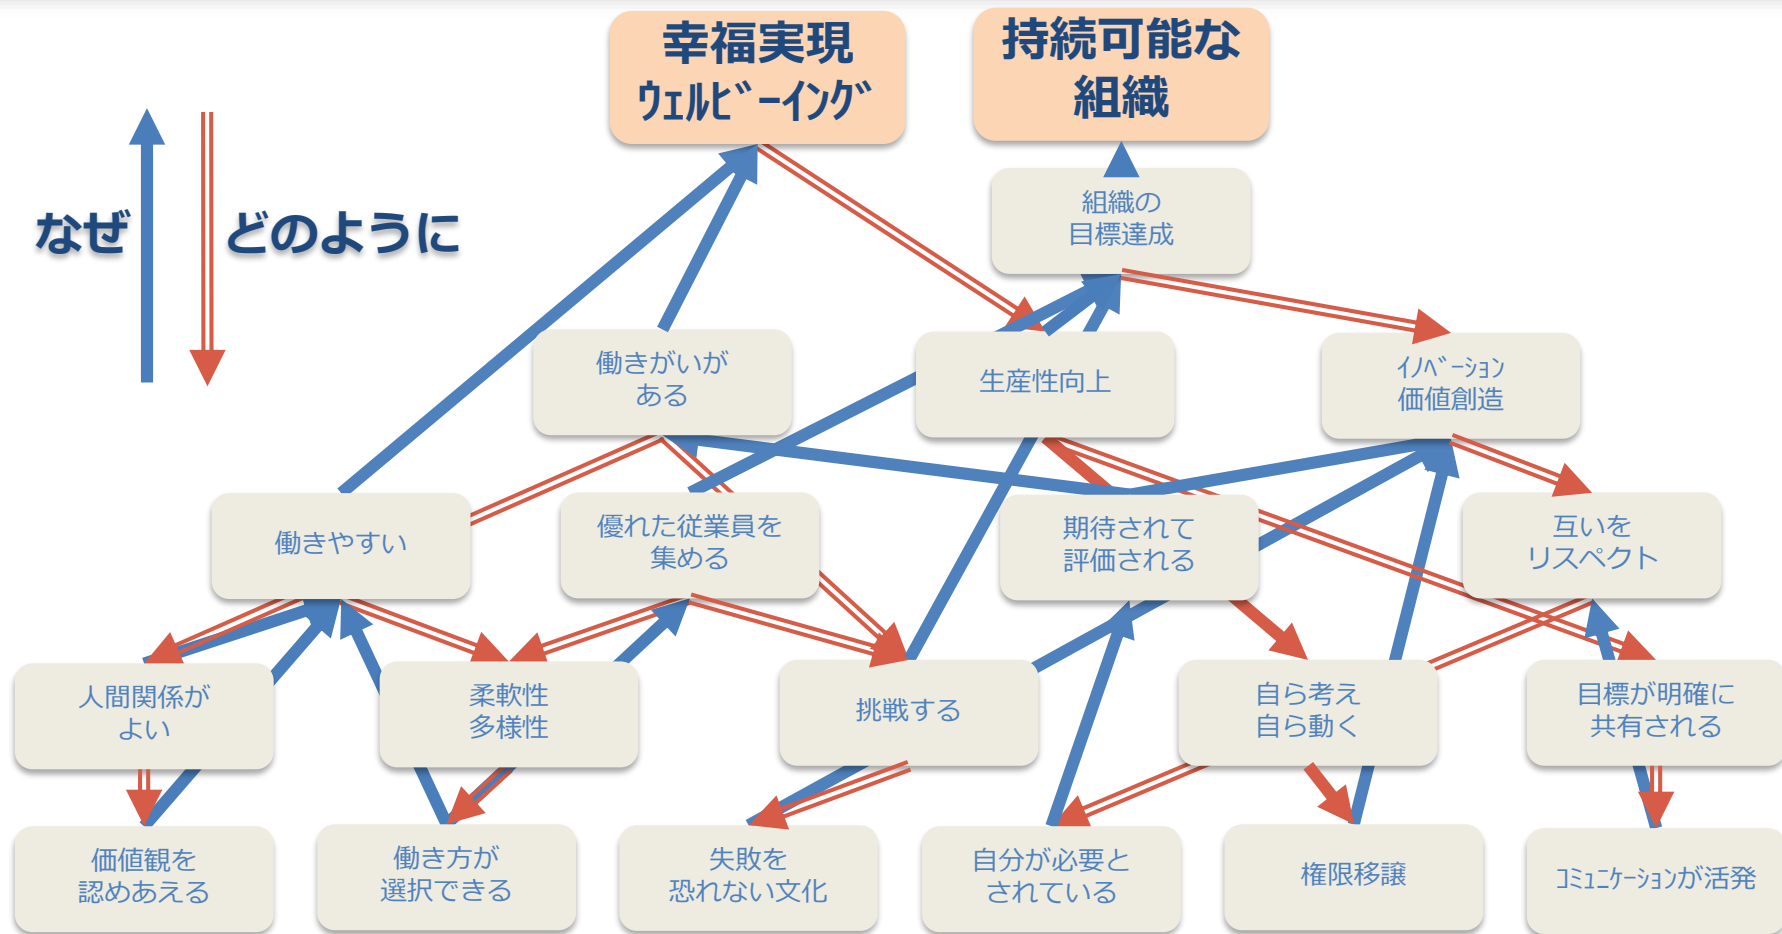 幸福実現
ｳｪﾙﾋﾞｰｲﾝｸﾞ
持続可能な
組織
なぜ
どのように
組織の
目標達成
働きがいが
ある
生産性向上
ｲﾉﾍﾞｰｼｮﾝ
価値創造
働きやすい
優れた従業員を
集める
期待されて
評価される
互いを
リスペクト
人間関係が
よい
柔軟性
多様性
挑戦する
自ら考え
自ら動く
目標が明確に
共有される
価値観を
認めあえる
働き方が
選択できる
失敗を
恐れない文化
自分が必要と
されている
権限移譲
ｺﾐｭﾆｹｰｼｮﾝが活発